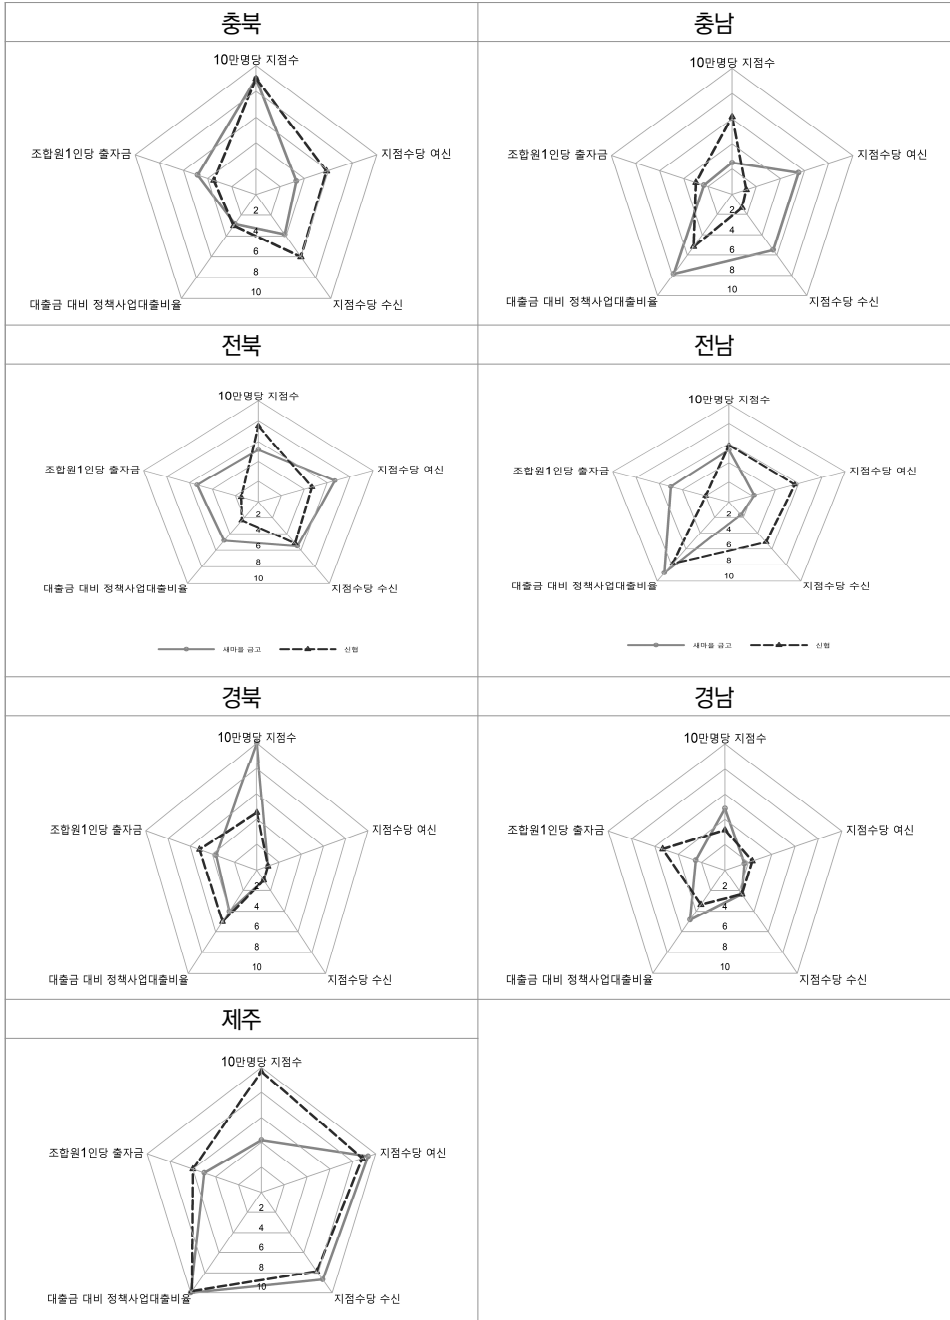 충북
충남
10만명당 지점수
지점수당 여신
지점수당 수신
대출금 대비 정책사업대출비율
조합원1인당 출자금
2
4
6
8
10
10만명당 지점수
지점수당 여신
지점수당 수신
대출금 대비 정책사업대출비율
조합원1인당 출자금
2
4
6
8
10
전북
전남
10만명당 지점수
지점수당 여신
지점수당 수신
대출금 대비 정책사업대출비율
조합원1인당 출자금
2
4
6
8
10
새마을 금고
신협
10만명당 지점수
지점수당 여신
지점수당 수신
대출금 대비 정책사업대출비율
조합원1인당 출자금
2
4
6
8
10
새마을 금고
신협
경북
경남
10만명당 지점수
지점수당 여신
지점수당 수신
대출금 대비 정책사업대출비율
조합원1인당 출자금
2
4
6
8
10
10만명당 지점수
지점수당 여신
지점수당 수신
대출금 대비 정책사업대출비율
조합원1인당 출자금
2
4
6
8
10
제주
10만명당 지점수
지점수당 여신
지점수당 수신
대출금 대비 정책사업대출비율
조합원1인당 출자금
2
4
6
8
10